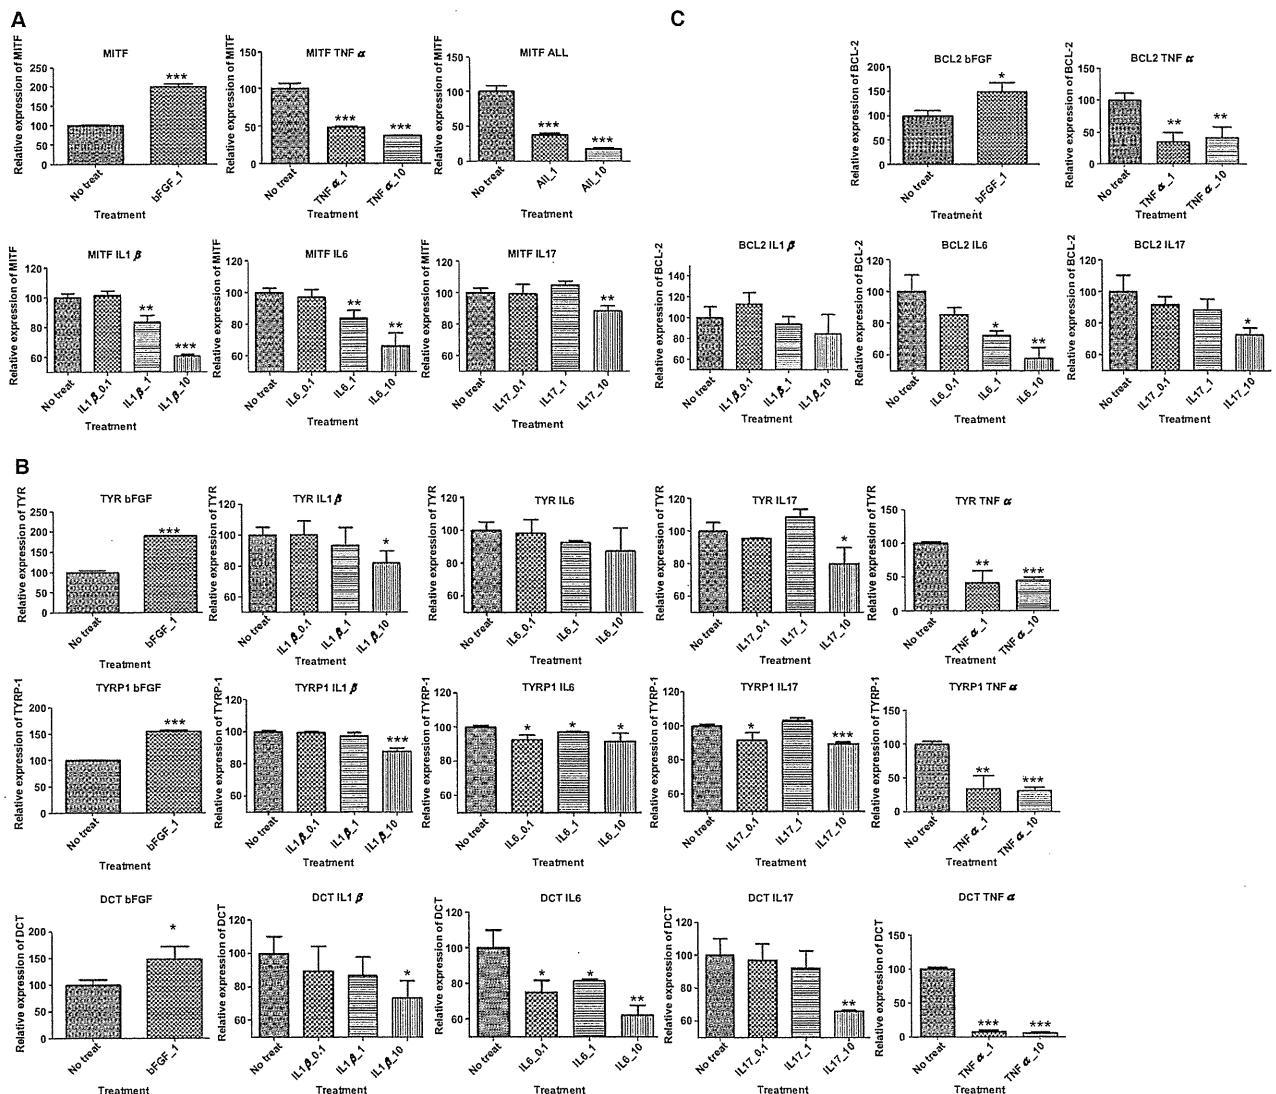 A
MITF
Relative expression of MITF
250
200
150
100
50
0
***
No treat
bFGF_1
Treatment
MITF TNF α
Relative expression of MITF
150
100
50
0
***
***
No treat
TNF α_1
TNF α_10
Treatment
MITF ALL
Relative expression of MITF
150
100
50
0
***
***
No treat
All_1
All_10
Treatment
MITF IL1 β
Relative expression of MITF
120
100
80
60
**
***
No treat
IL1 β_0.1
IL1 β_1
IL1 β_10
Treatment
MITF IL6
Relative expression of MITF
120
100
80
60
**
**
No treat
IL6_0.1
IL6_1
IL6_10
Treatment
MITF IL17
Relative expression of MITF
120
100
80
60
**
No treat
IL17_0.1
IL17_1
IL17_10
Treatment
C
BCL2 bFGF
Relative expression of BCL-2
200
150
100
50
0
*
No treat
bFGF_1
Treatment
BCL2 TNF α
Relative expression of BCL-2
150
100
50
0
**
**
No treat
TNF α_1
TNF α_10
Treatment
BCL2 IL1 β
Relative expression of BCL-2
140
120
100
80
60
No treat
IL1 β_0.1
IL1 β_1
IL1 β_10
Treatment
BCL2 IL6
Relative expression of BCL-2
120
100
80
60
*
**
No treat
IL6_0.1
IL6_1
IL6_10
Treatment
BCL2 IL17
Relative expression of BCL-2
120
100
80
60
*
No treat
IL17_0.1
IL17_1
IL17_10
Treatment
B
TYR bFGF
Relative expression of TYR
250
200
150
100
50
0
***
No treat
bFGF_1
Treatment
TYR IL1 β
Relative expression of TYR
120
100
80
60
*
No treat
IL1 β_0.1
IL1 β_1
IL1 β_10
Treatment
TYR IL6
Relative expression of TYR
120
100
80
60
No treat
IL6_0.1
IL6_1
IL6_10
Treatment
TYR IL17
Relative expression of TYR
120
100
80
60
*
No treat
IL17_0.1
IL17_1
IL17_10
Treatment
TYR TNF α
Relative expression of TYR
150
100
50
0
**
***
No treat
TNF α_1
TNF α_10
Treatment
TYRP1 bFGF
Relative expression of TYRP-1
200
150
100
50
0
***
No treat
bFGF_1
Treatment
TYRP1 IL1 β
Relative expression of TYRP-1
120
100
80
60
***
No treat
IL1 β_0.1
IL1 β_1
IL1 β_10
Treatment
TYRP1 IL6
Relative expression of TYRP-1
120
100
80
60
*
*
*
No treat
IL6_0.1
IL6_1
IL6_10
Treatment
TYRP1 IL17
Relative expression of TYRP-1
120
100
80
60
*
***
No treat
IL17_0.1
IL17_1
IL17_10
Treatment
TYRP1 TNF α
Relative expression of TYRP-1
150
100
50
0
**
***
No treat
TNF α_1
TNF α_10
Treatment
DCT bFGF
Relative expression of DCT
200
150
100
50
0
*
No treat
bFGF_1
Treatment
DCT IL1 β
Relative expression of DCT
120
100
80
60
*
No treat
IL1 β_0.1
IL1 β_1
IL1 β_10
Treatment
DCT IL6
Relative expression of DCT
120
100
80
60
*
*
**
No treat
IL6_0.1
IL6_1
IL6_10
Treatment
DCT IL17
Relative expression of DCT
120
100
80
60
**
No treat
IL17_0.1
IL17_1
IL17_10
Treatment
DCT TNF α
Relative expression of DCT
150
100
50
0
***
***
No treat
TNF α_1
TNF α_10
Treatment